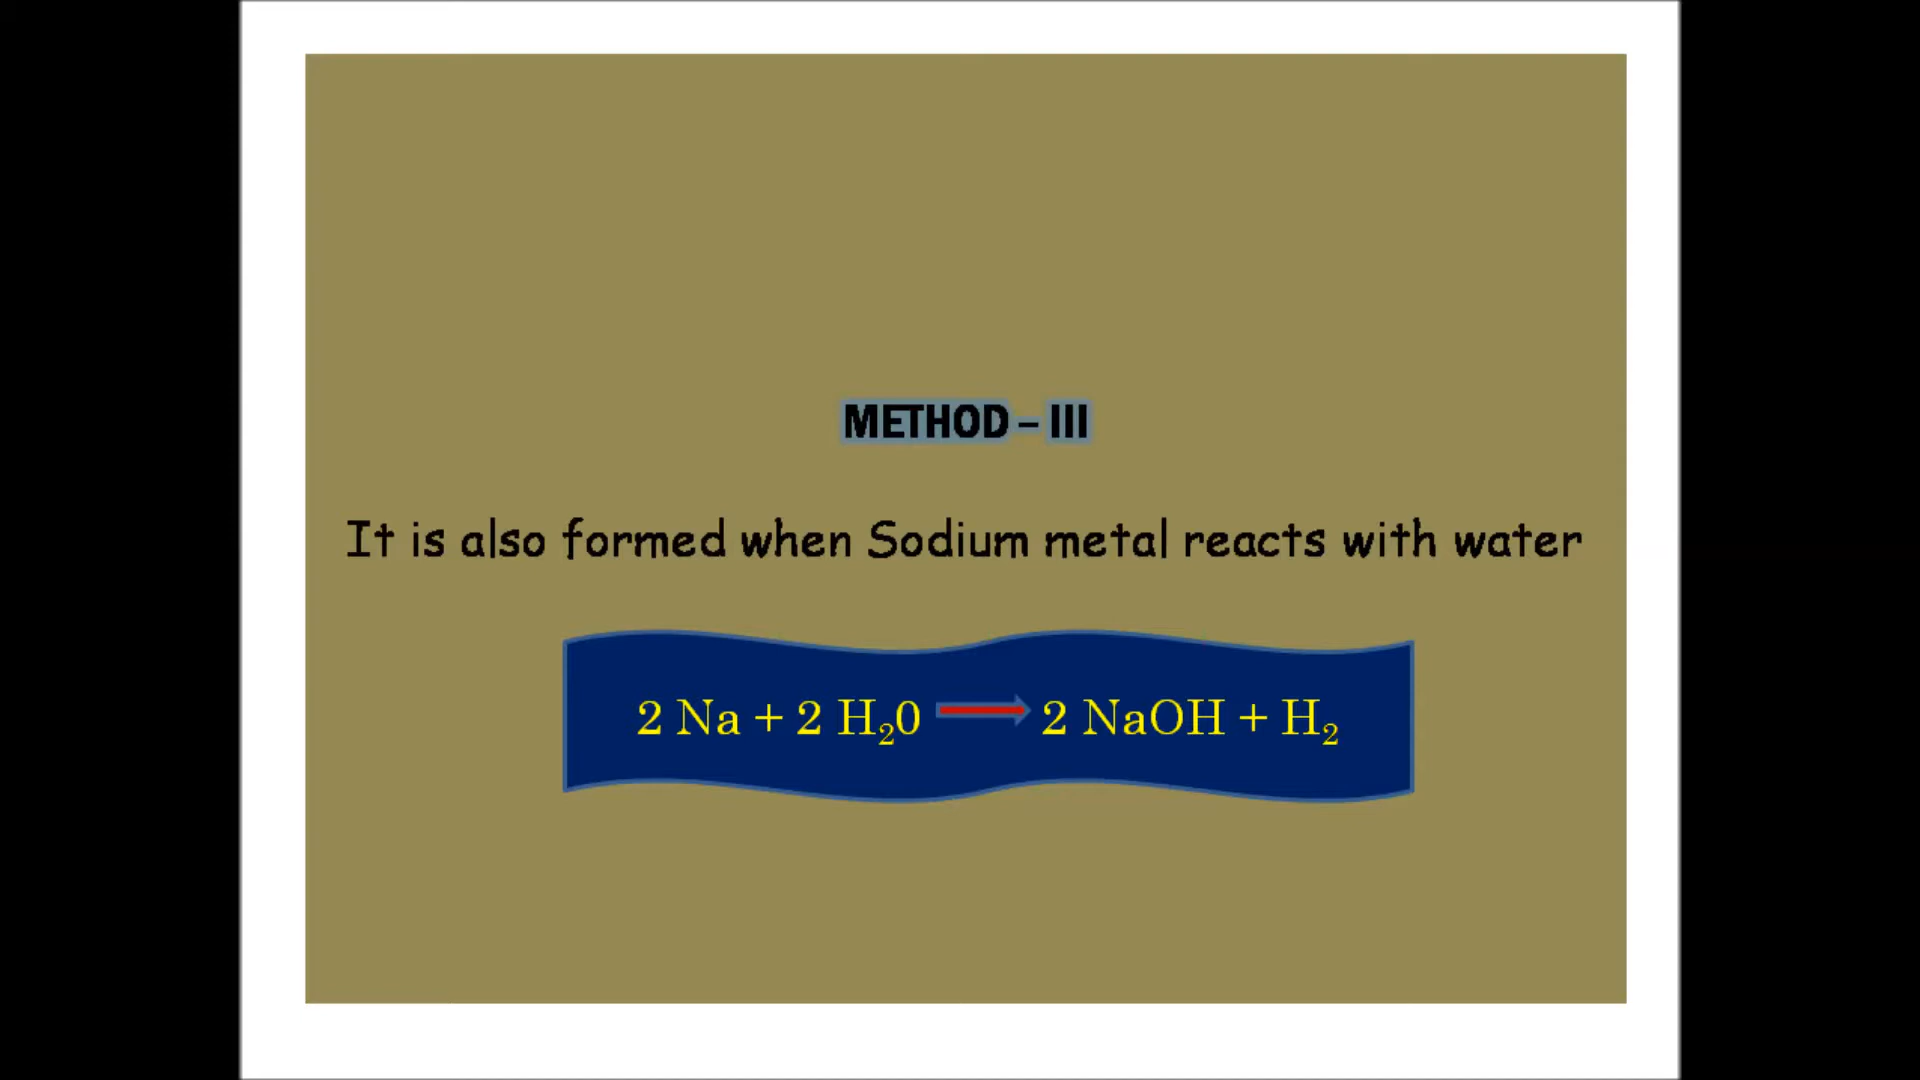 METHOD – III
It is also formed when Sodium metal reacts with water
2 Na + 2 H₂0 → 2 NaOH + H₂